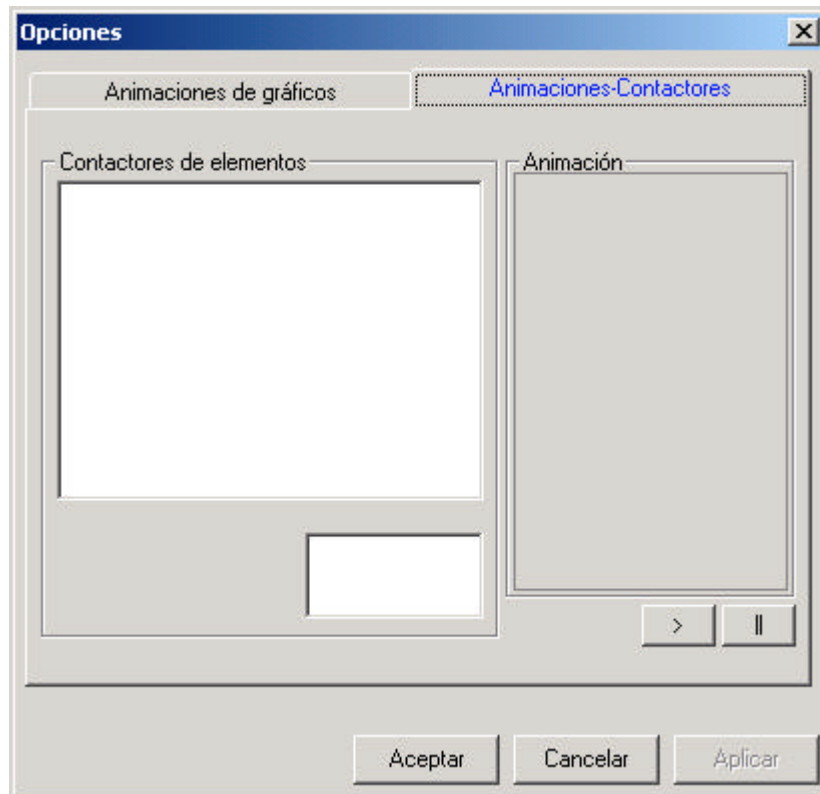 Opciones
Animaciones de gráficos
Animaciones-Contactores
Contactores de elementos
Animación
>
||
Aceptar
Cancelar
Aplicar